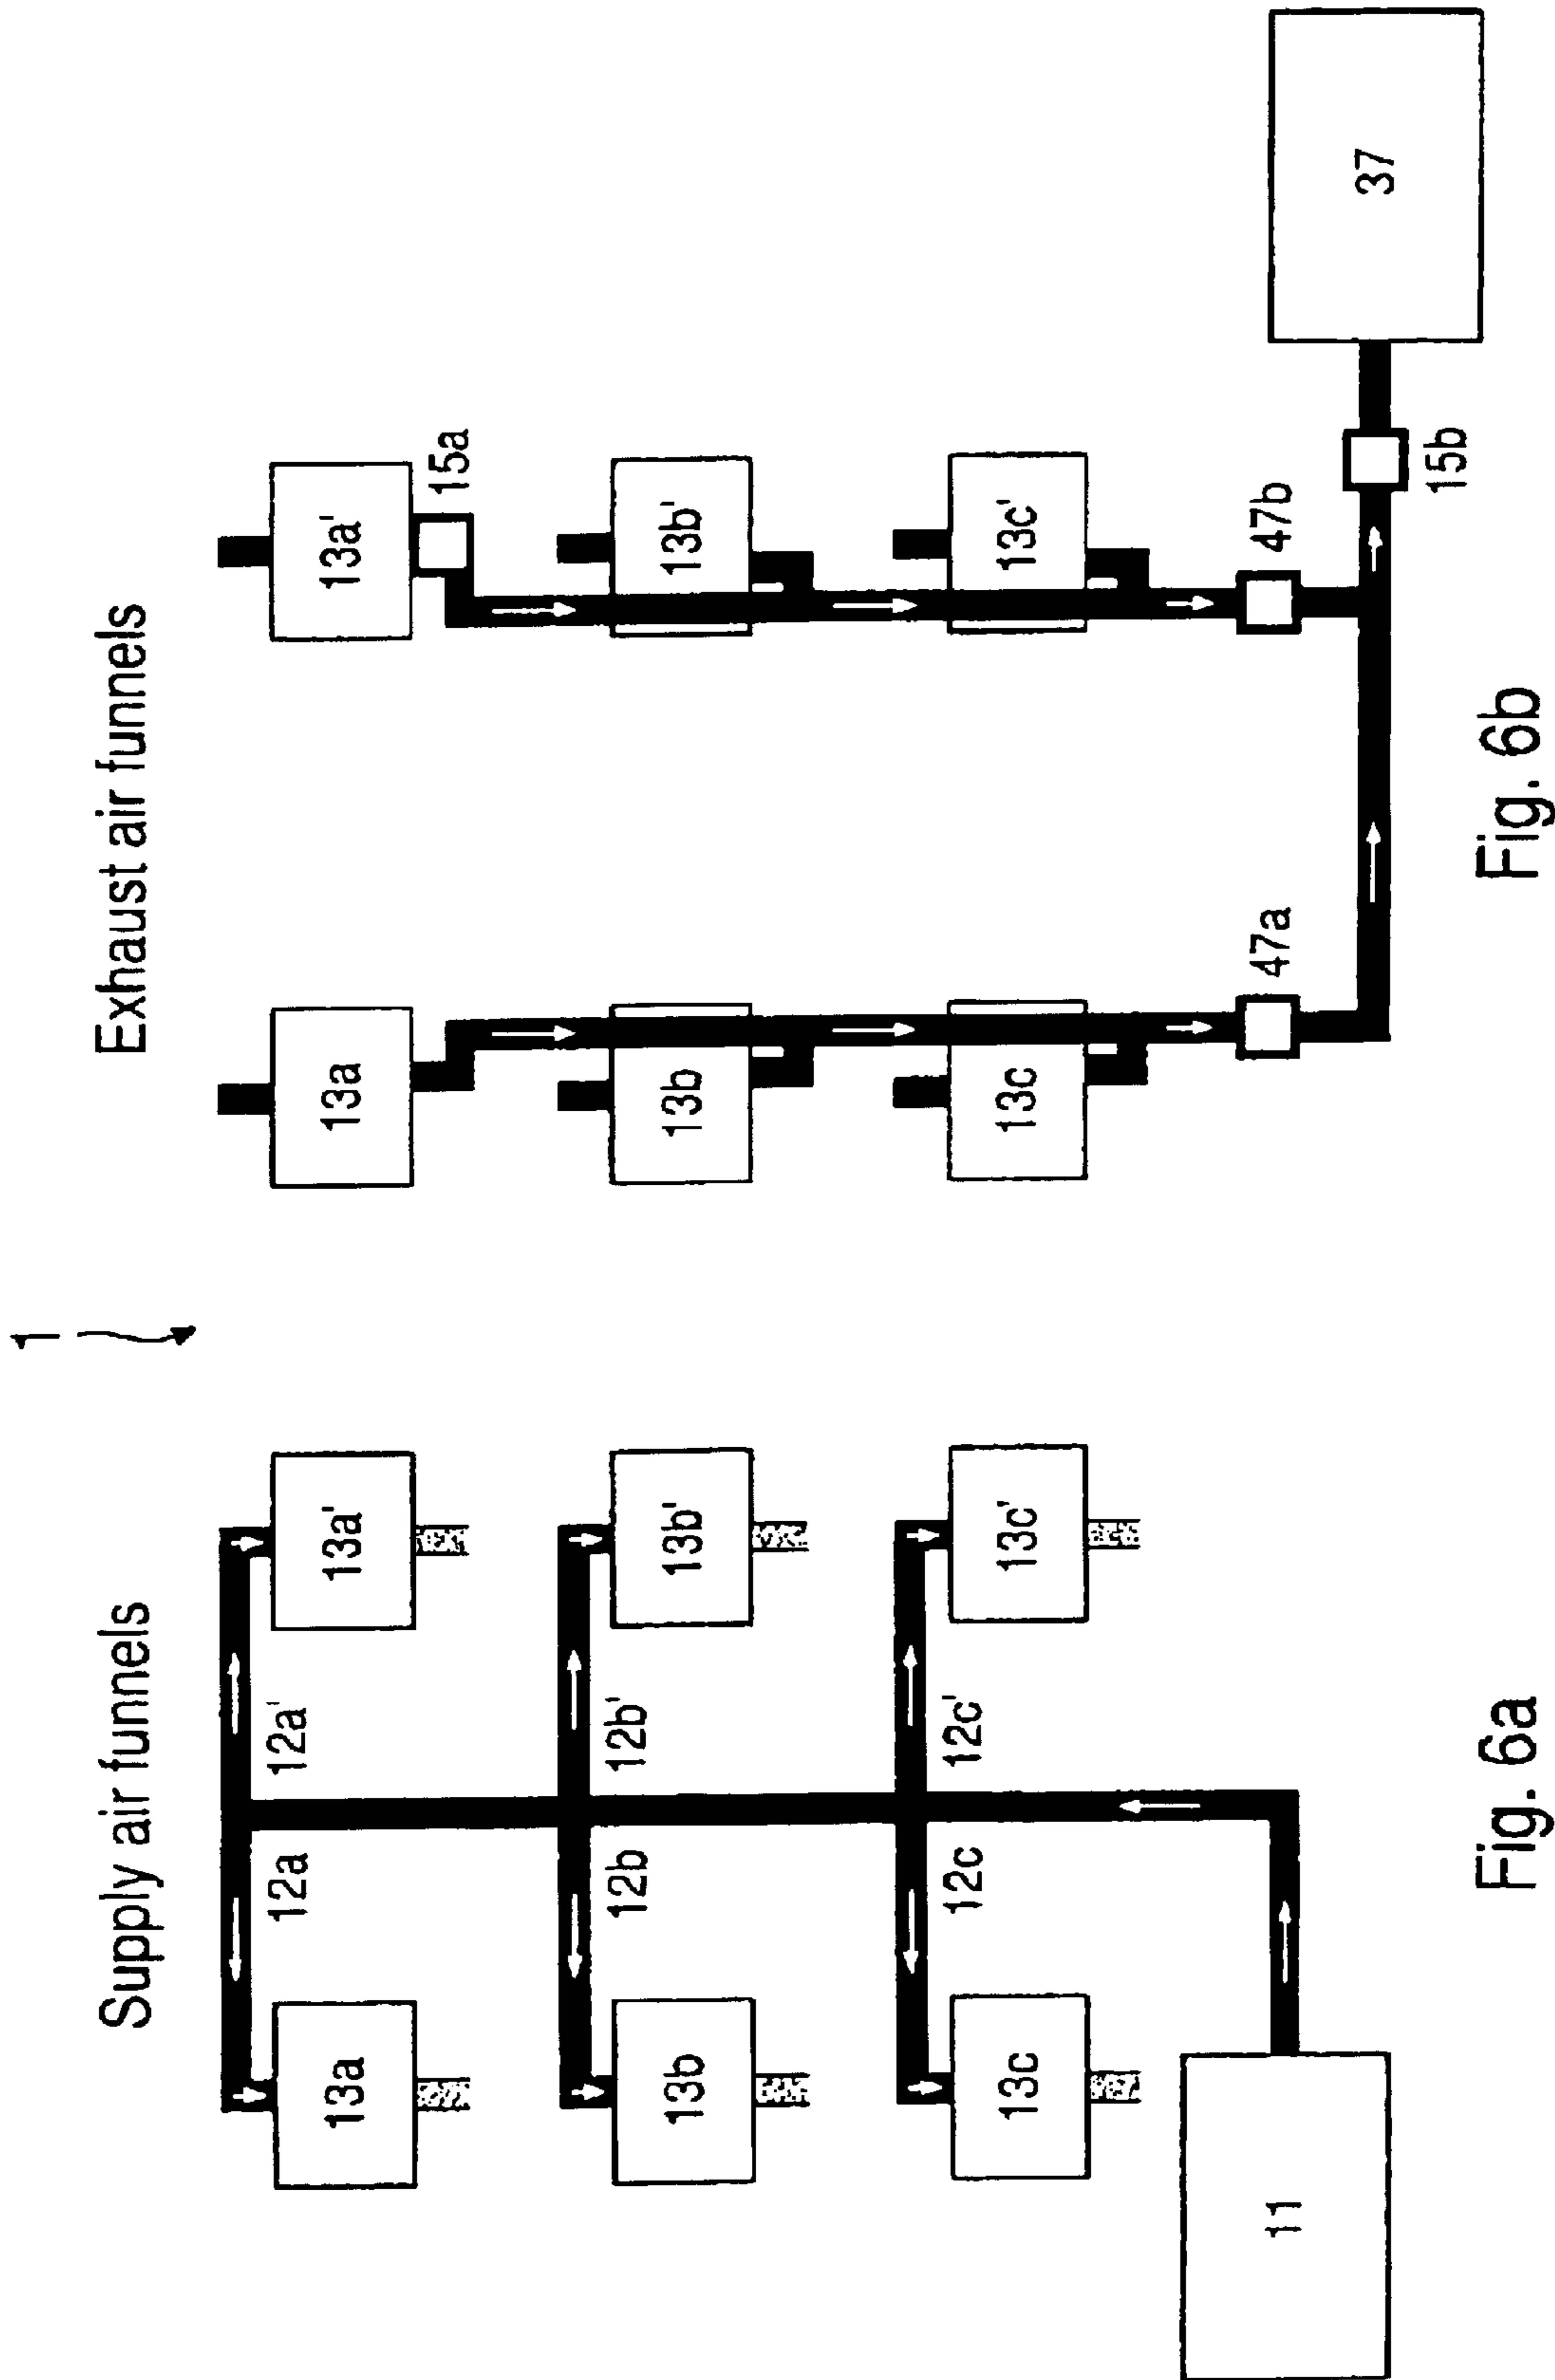 1
Supply air funnels
12a
12a'
13a
13a'
12b
12b'
13b
13b'
12c
12c'
13c
13c'
11
Fig. 6a
Exhaust air funnels
13a
13a'
15a
13b
13b'
13c
13c'
47a
47b
15b
37
Fig. 6b